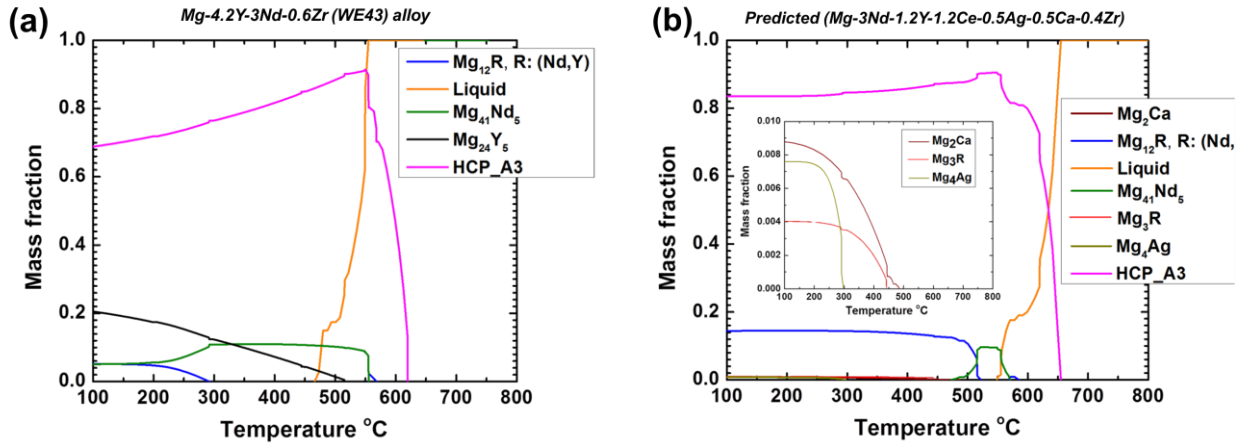 (a)
Mg-4.2Y-3Nd-0.6Zr (WE43) alloy
1.0
0.8
0.6
0.4
0.2
0.0
Mass fraction
Mg12R, R: (Nd,Y)
Liquid
Mg41Nd5
Mg24Y5
HCP_A3
100 200 300 400 500 600 700 800
Temperature °C
(b)
Predicted (Mg-3Nd-1.2Y-1.2Ce-0.5Ag-0.5Ca-0.4Zr)
1.0
0.8
0.6
0.4
0.2
0.0
Mass fraction
0.010
0.008
0.006
0.004
0.002
0.000
Mass fraction
Mg2Ca
Mg3R
Mg4Ag
100 200 300 400 500 600 700 800
Temperature °C
Mg2Ca
Mg12R, R: (Nd,
Liquid
Mg41Nd5
Mg3R
Mg4Ag
HCP_A3
100 200 300 400 500 600 700 800
Temperature °C